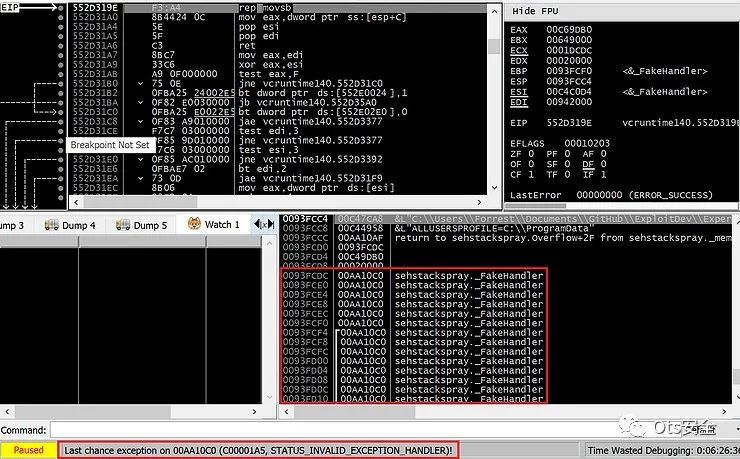 EIP
552D319E F3:A4 rep movsb
552D31A0 8B4424 0C mov eax,dword ptr ss:[esp+C]
552D31A4 5E pop esi
552D31A5 5F pop edi
552D31A6 C3 ret
552D31A7 8BC7 mov eax,edi
552D31A9 33C6 xor eax,esi
552D31AB A9 0F000000 test eax,F
552D31B0 75 0E jne vcruntime140.552D31C0
552D31B2 0FBA25 24002E5 bt dword ptr ds:[552E0024],1
552D31BA 0F82 E0030000 jb vcruntime140.552D35A0
552D31C0 0FBA25 E0022E5 bt dword ptr ds:[552E02E0],0
552D31C8 0F83 A9010000 jae vcruntime140.552D3377
F7C7 03000000 test edi,3
0F85 9D010000 jne vcruntime140.552D3377
F7C6 03000000 test esi,3
552D31E0 0F85 AC010000 jne vcruntime140.552D3392
0FBAE7 02 bt edi,2
73 0D jae vcruntime140.552D31F9
8B06 mov eax,dword ptr ds:[esi]
Breakpoint Not Set
Hide FPU
EAX 00C69DB0
EBX 00649000
ECX 0001DCDC
EDX 00020000
EBP 0093FCF0 <&_FakeHandler>
ESP 0093FCC4
ESI 00C4C0D4 <&_FakeHandler>
EDI 00942000
EIP 552D319E vcruntime140.552D319E
EFLAGS 00010203
ZF 0 PF 0 AF 0
OF 0 SF 0 DF 0
CF 1 TF 0 IF 1
LastError 00000000 (ERROR_SUCCESS)
Dump 3 Dump 4 Dump 5 Watch 1
0093FCC4 00C47CA8 &L"C:\\Users\\Forrest\\Documents\\GitHub\\ExploitDev\\Exper
0093FCC8 00C44958 &L"ALLUSERSPROFILE=C:\\ProgramData"
0093FCCC 00AA10AF return to sehstackspray.Overflow+2F from sehstackspray._mem
0093FCD0 0093FCDC
0093FCD4 00C49DB0
0093FCD8 00020000
0093FCDC 00AA10C0 sehstackspray._FakeHandler
0093FCE0 00AA10C0 sehstackspray._FakeHandler
0093FCE4 00AA10C0 sehstackspray._FakeHandler
0093FCE8 00AA10C0 sehstackspray._FakeHandler
0093FCEC 00AA10C0 sehstackspray._FakeHandler
0093FCF0 00AA10C0 sehstackspray._FakeHandler
0093FCF4 00AA10C0 sehstackspray._FakeHandler
0093FCF8 00AA10C0 sehstackspray._FakeHandler
0093FCFC 00AA10C0 sehstackspray._FakeHandler
0093FD00 00AA10C0 sehstackspray._FakeHandler
0093FD04 00AA10C0 sehstackspray._FakeHandler
0093FD08 00AA10C0 sehstackspray._FakeHandler
0093FD0C 00AA10C0 sehstackspray._FakeHandler
0093FD10 00AA10C0 sehstackspray._FakeHandler
Command:
Ots安全
Paused Last chance exception on 00AA10C0 (C00001A5, STATUS_INVALID_EXCEPTION_HANDLER)! Time Wasted Debugging: 0:06:26:36